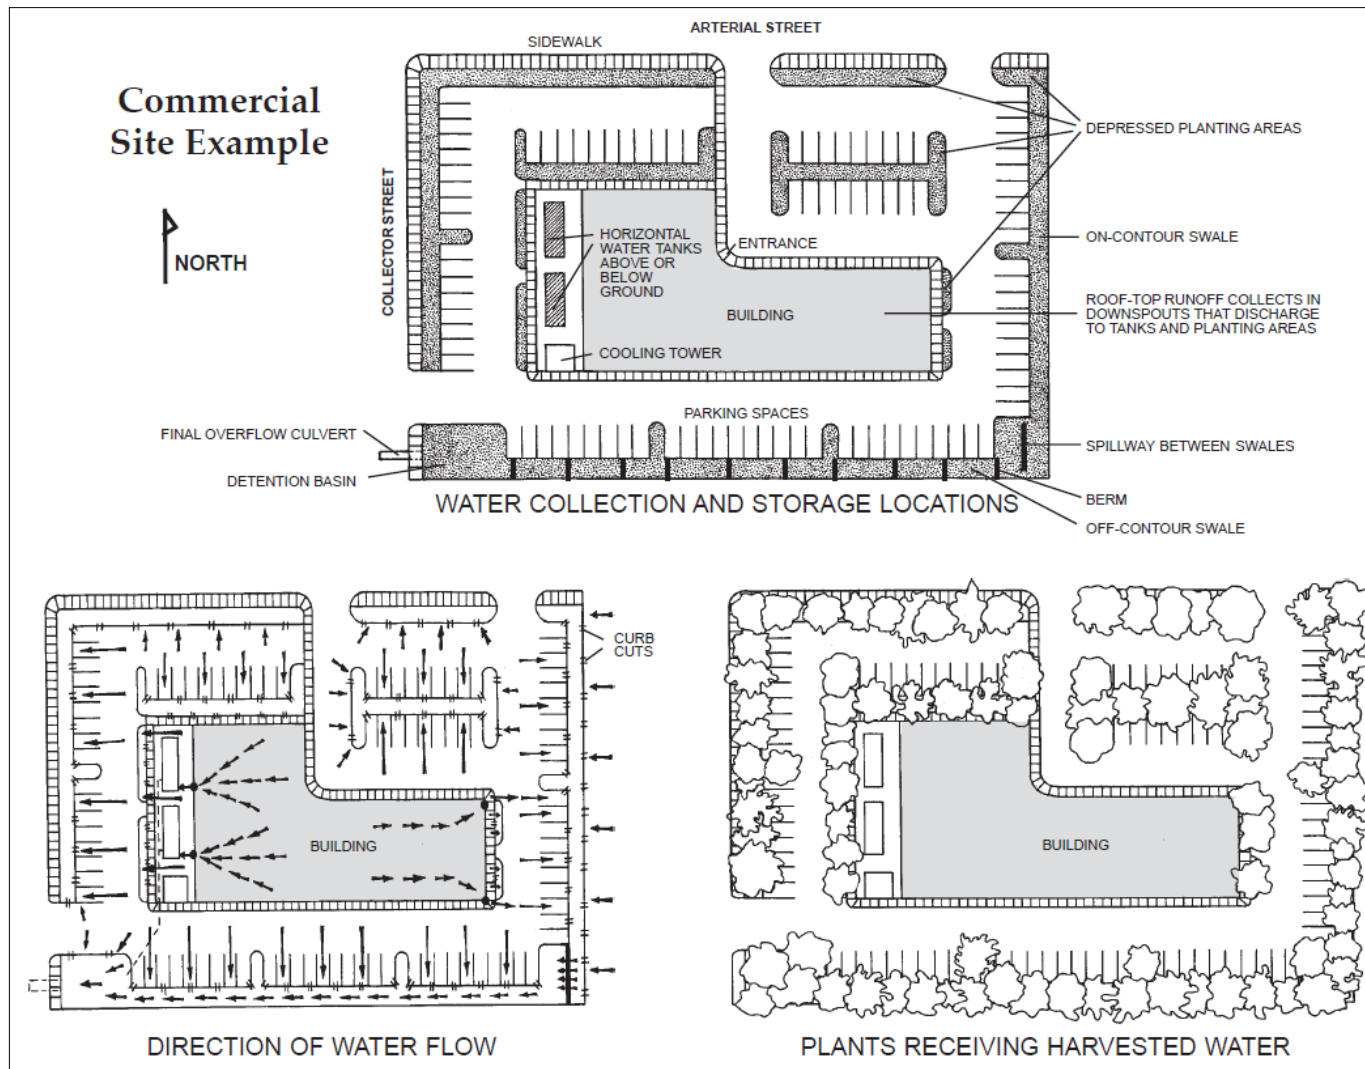 ARTERIAL STREET
SIDEWALK
Commercial
Site Example
DEPRESSED PLANTING AREAS
COLLECTOR STREET
NORTH
HORIZONTAL
WATER TANKS
ABOVE OR
BELOW
GROUND
ENTRANCE
ON-CONTOUR SWALE
BUILDING
ROOF-TOP RUNOFF COLLECTS IN
DOWNSPOUTS THAT DISCHARGE
TO TANKS AND PLANTING AREAS
COOLING TOWER
PARKING SPACES
FINAL OVERFLOW CULVERT
SPILLWAY BETWEEN SWALES
DETENTION BASIN
WATER COLLECTION AND STORAGE LOCATIONS
BERM
OFF-CONTOUR SWALE
CURB
CUTS
BUILDING
DIRECTION OF WATER FLOW
BUILDING
PLANTS RECEIVING HARVESTED WATER